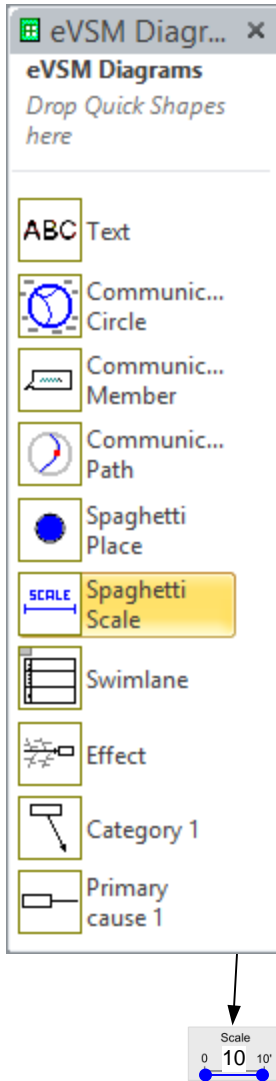 eVSM Diagr... ×
eVSM Diagrams
Drop Quick Shapes
here
ABC Text
Communic...
Circle
Communic...
Member
Communic...
Path
Spaghetti
Place
SCALE Spaghetti
Scale
Swimlane
Effect
Category 1
Primary
cause 1
Scale
0 10 10'